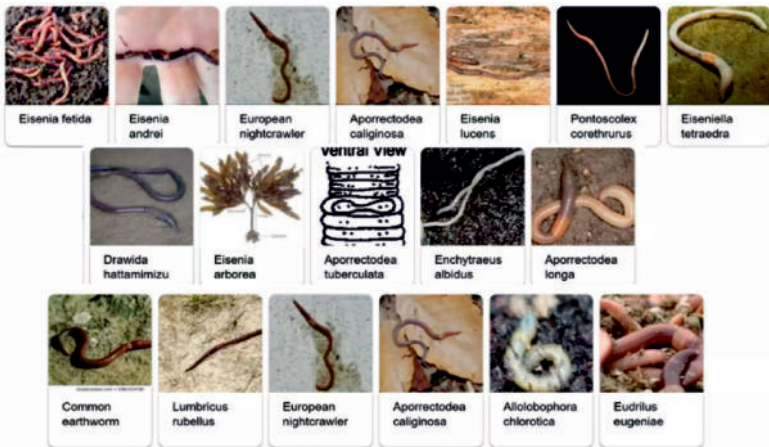 Eisenia fetida
Eisenia
andrei
European
nightcrawler
Aporrectodea
caliginosa
Eisenia
lucens
Pontoscolex
corethrurus
Eiseniella
tetraedra
Ventral View
Drawida
hattamimizu
Eisenia
arborea
Aporrectodea
tuberculata
Enchytraeus
albidus
Aporrectodea
longa
Common
earthworm
Lumbricus
rubellus
European
nightcrawler
Aporrectodea
caliginosa
Allolobophora
chlorotica
Eudrilus
eugeniae